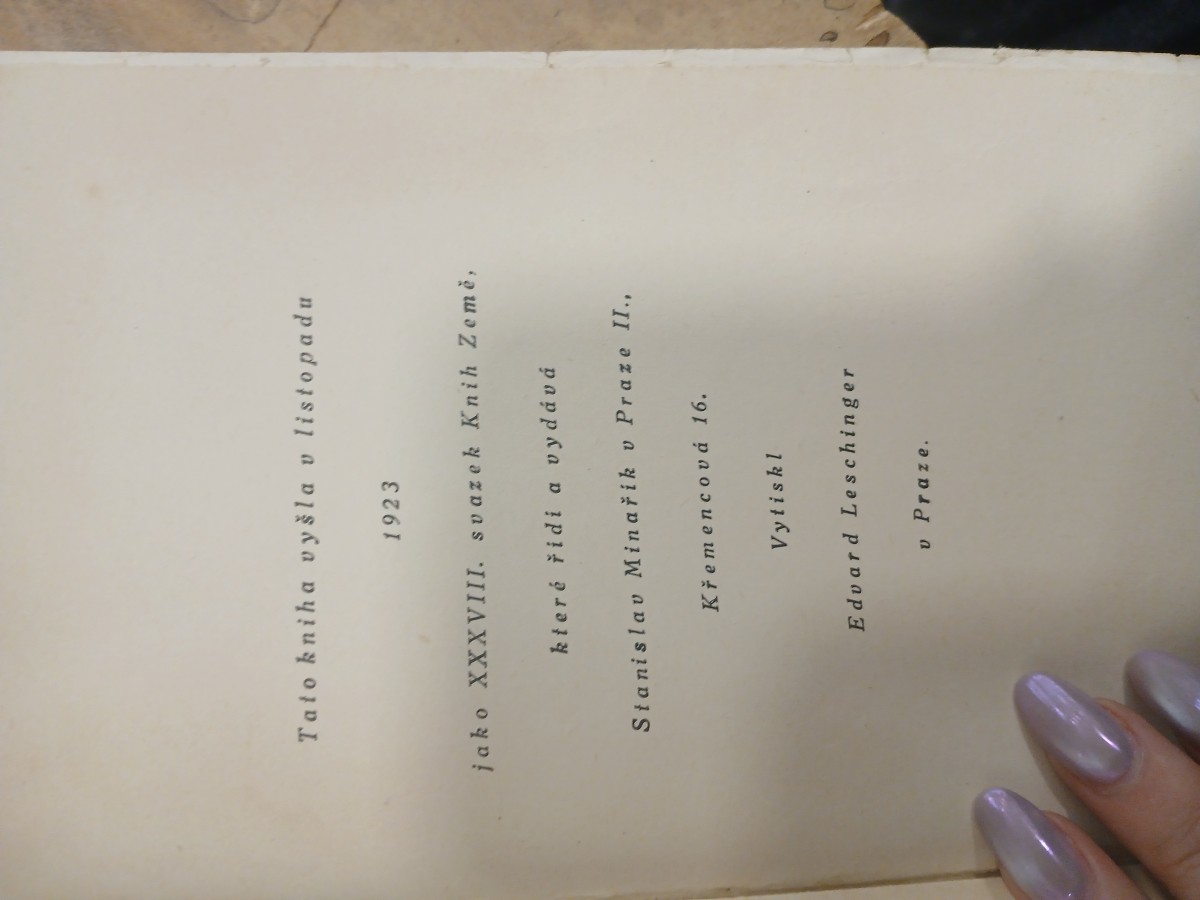 Tato kniha vyšla v listopadu
1923
jako XXXVIII. svazek Knih Země,
které řídí a vydává
Stanislav Minařík v Praze II.,
Křemencová 16.
Vytiskl
Edvard Leschinger
v Praze.